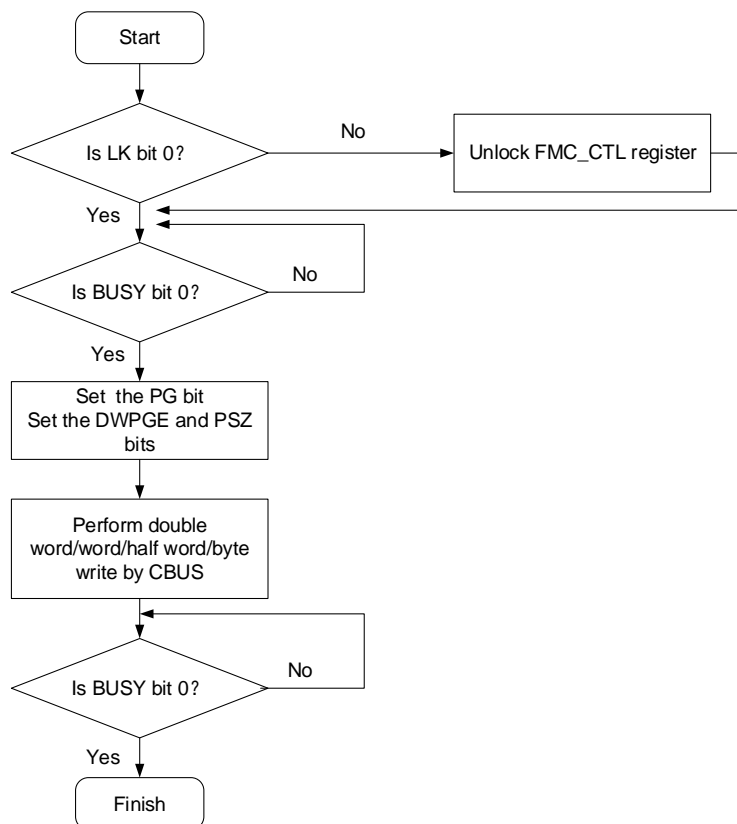 Start
Is LK bit 0?
No
Unlock FMC_CTL register
Yes
Is BUSY bit 0?
No
Yes
Set the PG bit
Set the DWPGE and PSZ
bits
Perform double
word/word/half word/byte
write by CBUS
Is BUSY bit 0?
No
Yes
Finish